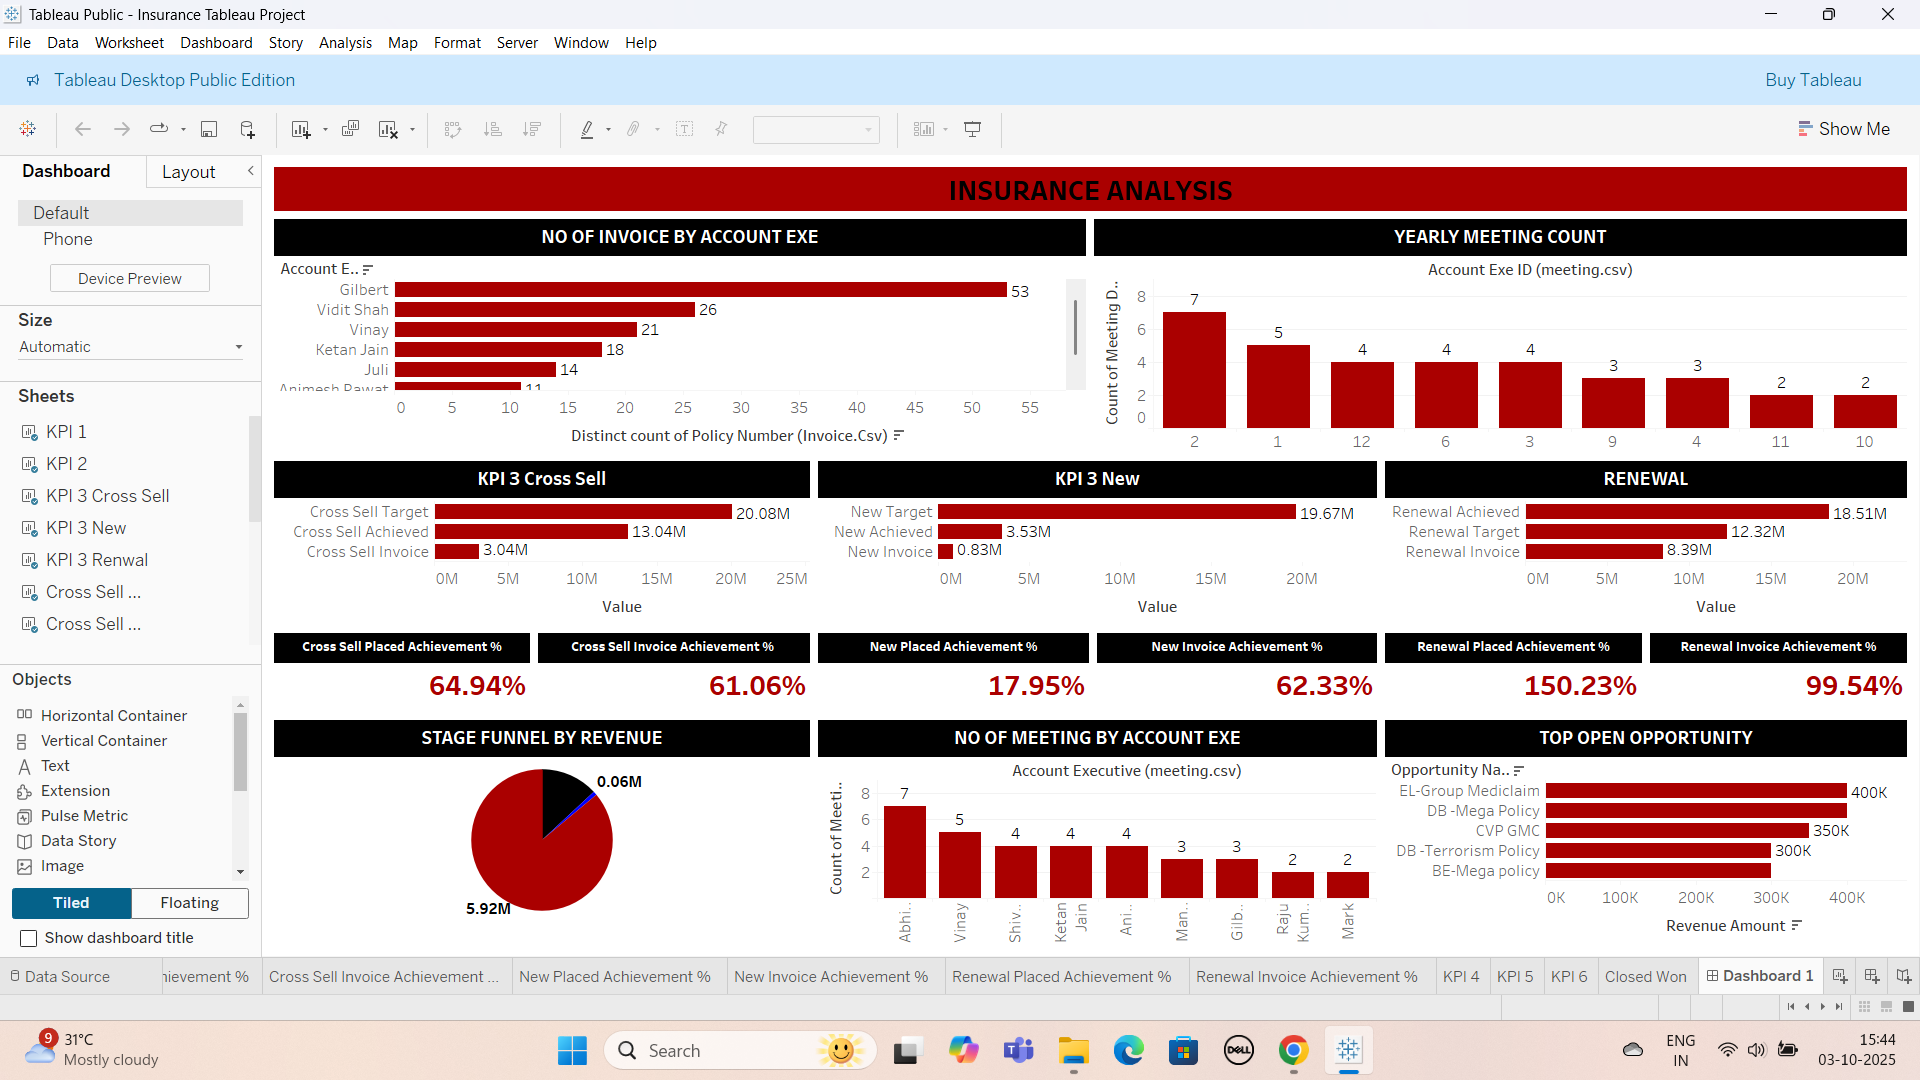 Tableau Public - Insurance Tableau Project
File Data Worksheet Dashboard Story Analysis Map Format Server Window Help
Tableau Desktop Public Edition
Buy Tableau
Show Me
Dashboard
Layout
Default
Phone
Device Preview
Size
Automatic
Sheets
KPI 1
KPI 2
KPI 3 Cross Sell
KPI 3 New
KPI 3 Renwal
Cross Sell ...
Cross Sell ...
Objects
Horizontal Container
Vertical Container
Text
Extension
Pulse Metric
Data Story
Image
Tiled
Floating
Show dashboard title
INSURANCE ANALYSIS
NO OF INVOICE BY ACCOUNT EXE
Account E..
Gilbert 53
Vidit Shah 26
Vinay 21
Ketan Jain 18
Juli 14
Animesh Rawat 11
0 5 10 15 20 25 30 35 40 45 50 55
Distinct count of Policy Number (Invoice.Csv)
YEARLY MEETING COUNT
Account Exe ID (meeting.csv)
Count of Meeting D..
8
6
4
2
0
7 5 4 4 4 3 3 2 2
2 1 12 6 3 9 4 11 10
KPI 3 Cross Sell
Cross Sell Target 20.08M
Cross Sell Achieved 13.04M
Cross Sell Invoice 3.04M
0M 5M 10M 15M 20M 25M
Value
KPI 3 New
New Target 19.67M
New Achieved 3.53M
New Invoice 0.83M
0M 5M 10M 15M 20M
Value
RENEWAL
Renewal Achieved 18.51M
Renewal Target 12.32M
Renewal Invoice 8.39M
0M 5M 10M 15M 20M
Value
Cross Sell Placed Achievement %
64.94%
Cross Sell Invoice Achievement %
61.06%
New Placed Achievement %
17.95%
New Invoice Achievement %
62.33%
Renewal Placed Achievement %
150.23%
Renewal Invoice Achievement %
99.54%
STAGE FUNNEL BY REVENUE
0.06M
5.92M
NO OF MEETING BY ACCOUNT EXE
Account Executive (meeting.csv)
Count of Meeti..
8
6
4
2
7 5 4 4 4 3 3 2 2
Abhi.. Vinay Shiv.. Ketan Jain Ani.. Man.. Gilb.. Raju Kum.. Mark
TOP OPEN OPPORTUNITY
Opportunity Na..
EL-Group Mediclaim 400K
DB -Mega Policy
CVP GMC 350K
DB -Terrorism Policy 300K
BE-Mega policy
0K 100K 200K 300K 400K
Revenue Amount
Data Source
hievement %
Cross Sell Invoice Achievement ...
New Placed Achievement %
New Invoice Achievement %
Renewal Placed Achievement %
Renewal Invoice Achievement %
KPI 4
KPI 5
KPI 6
Closed Won
Dashboard 1
9
31°C
Mostly cloudy
Search
DELL
ENG
IN
15:44
03-10-2025